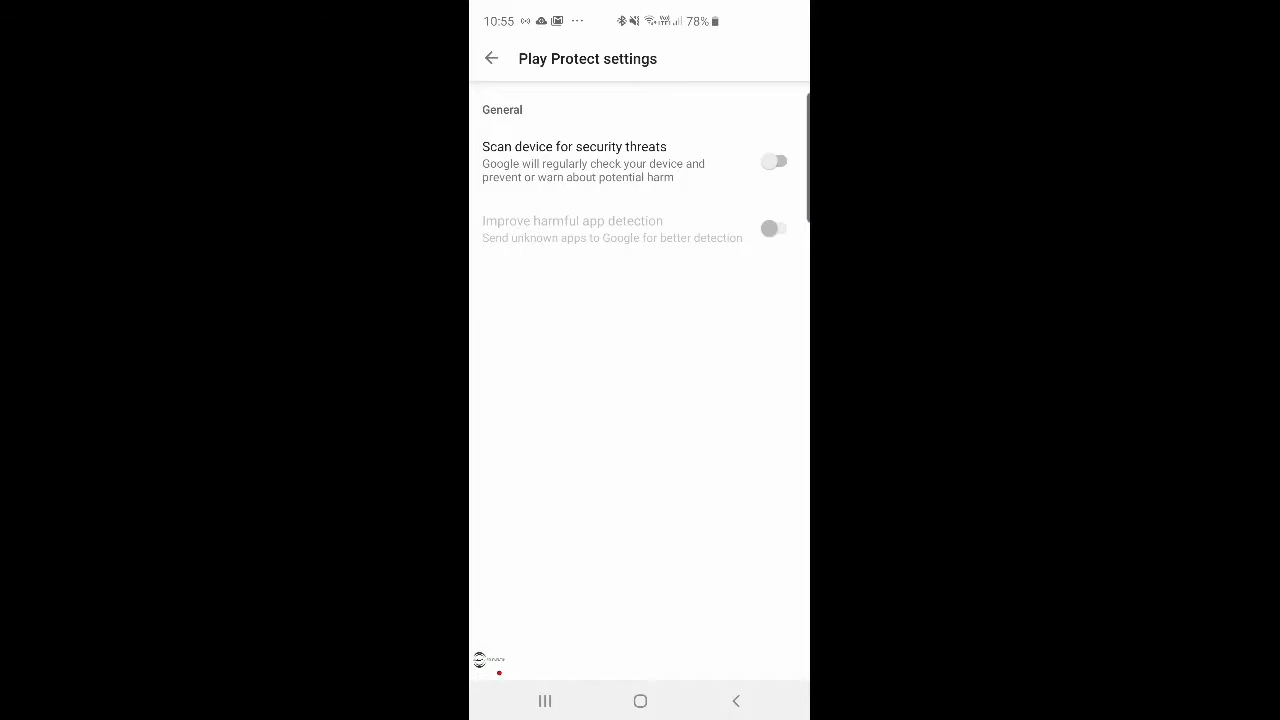 10:55 78%
Play Protect settings
General
Scan device for security threats
Google will regularly check your device and
prevent or warn about potential harm
Improve harmful app detection
Send unknown apps to Google for better detection